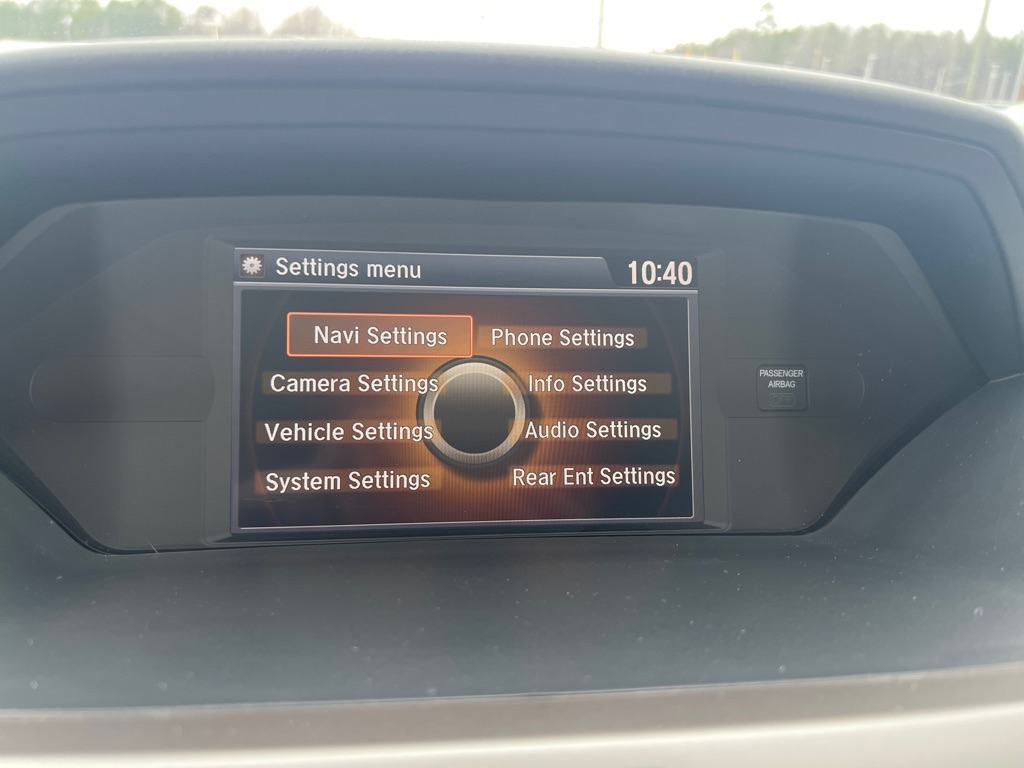 Settings menu
10:40
Navi Settings
Phone Settings
Camera Settings
Info Settings
Vehicle Settings
Audio Settings
System Settings
Rear Ent Settings
PASSENGER
AIRBAG